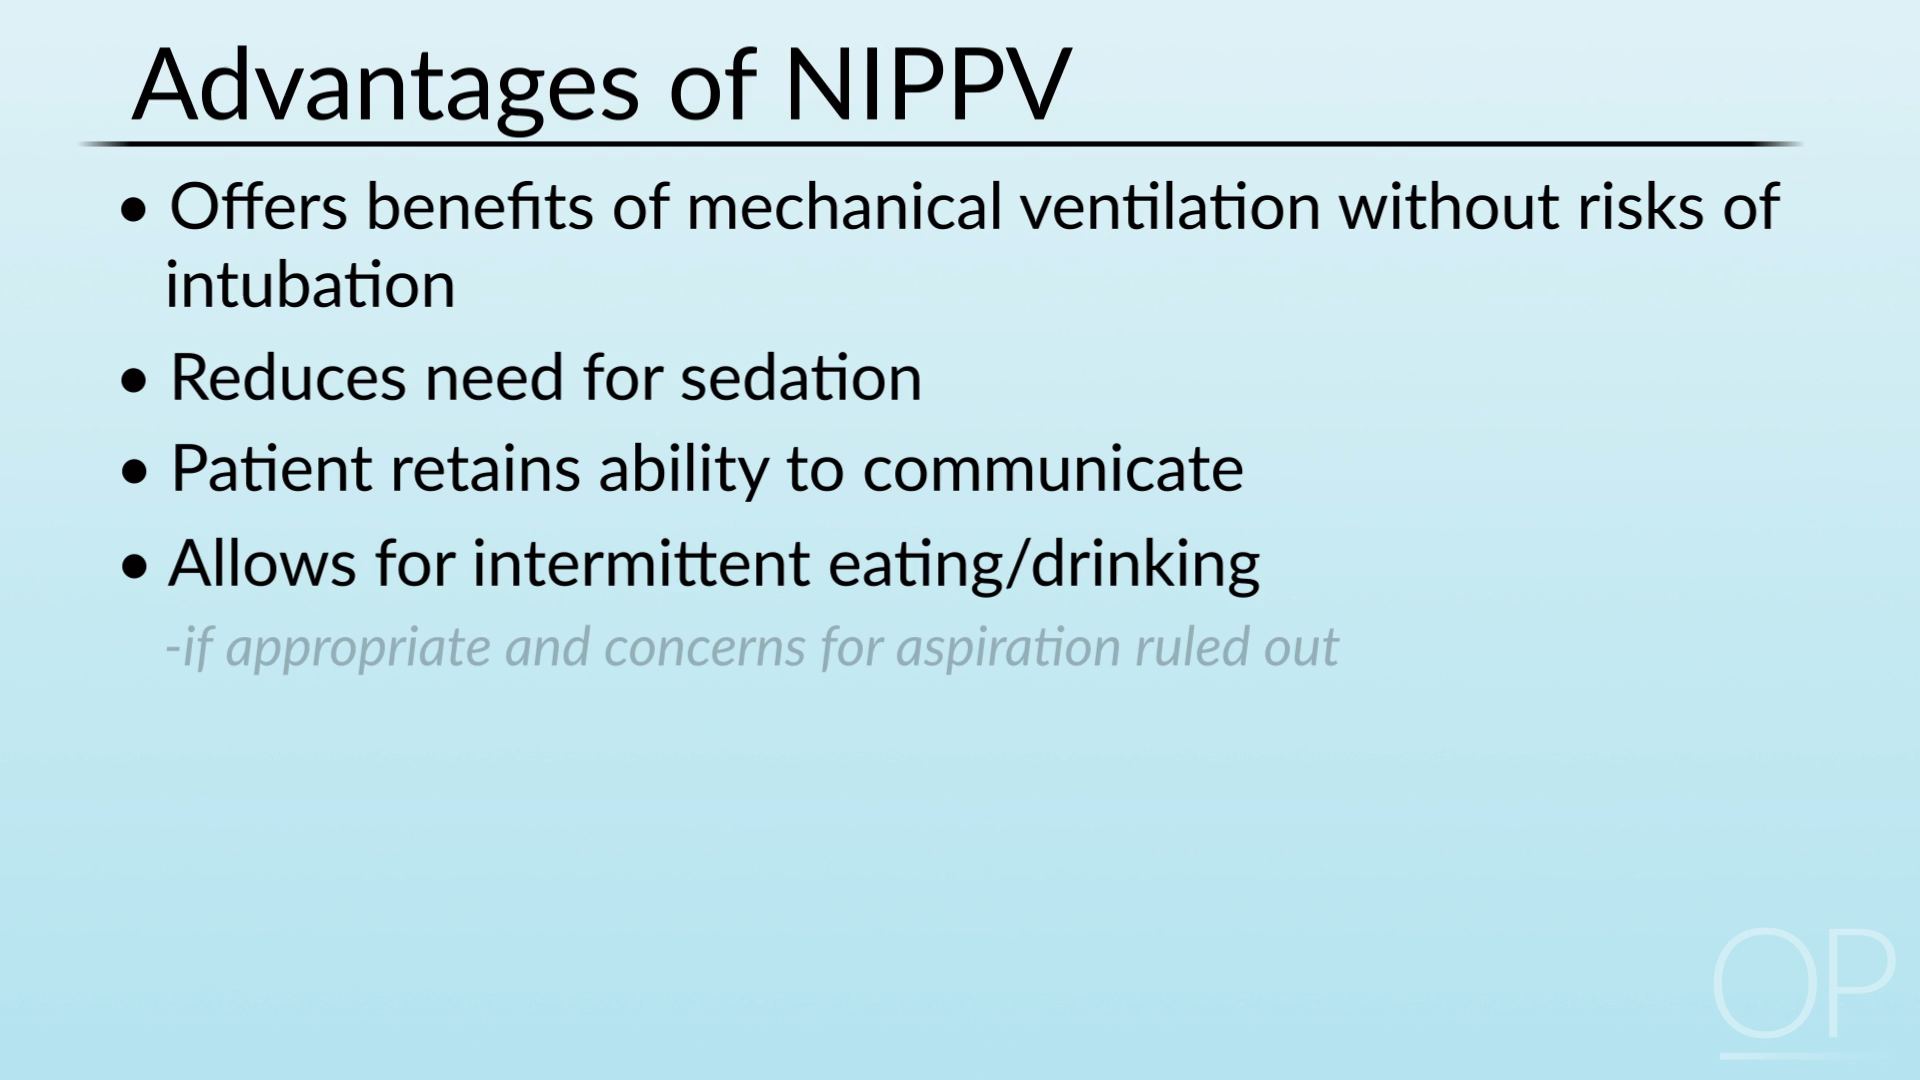 Advantages of NIPPV
• Offers benefits of mechanical ventilation without risks of
intubation
• Reduces need for sedation
• Patient retains ability to communicate
• Allows for intermittent eating/drinking
-if appropriate and concerns for aspiration ruled out
OP